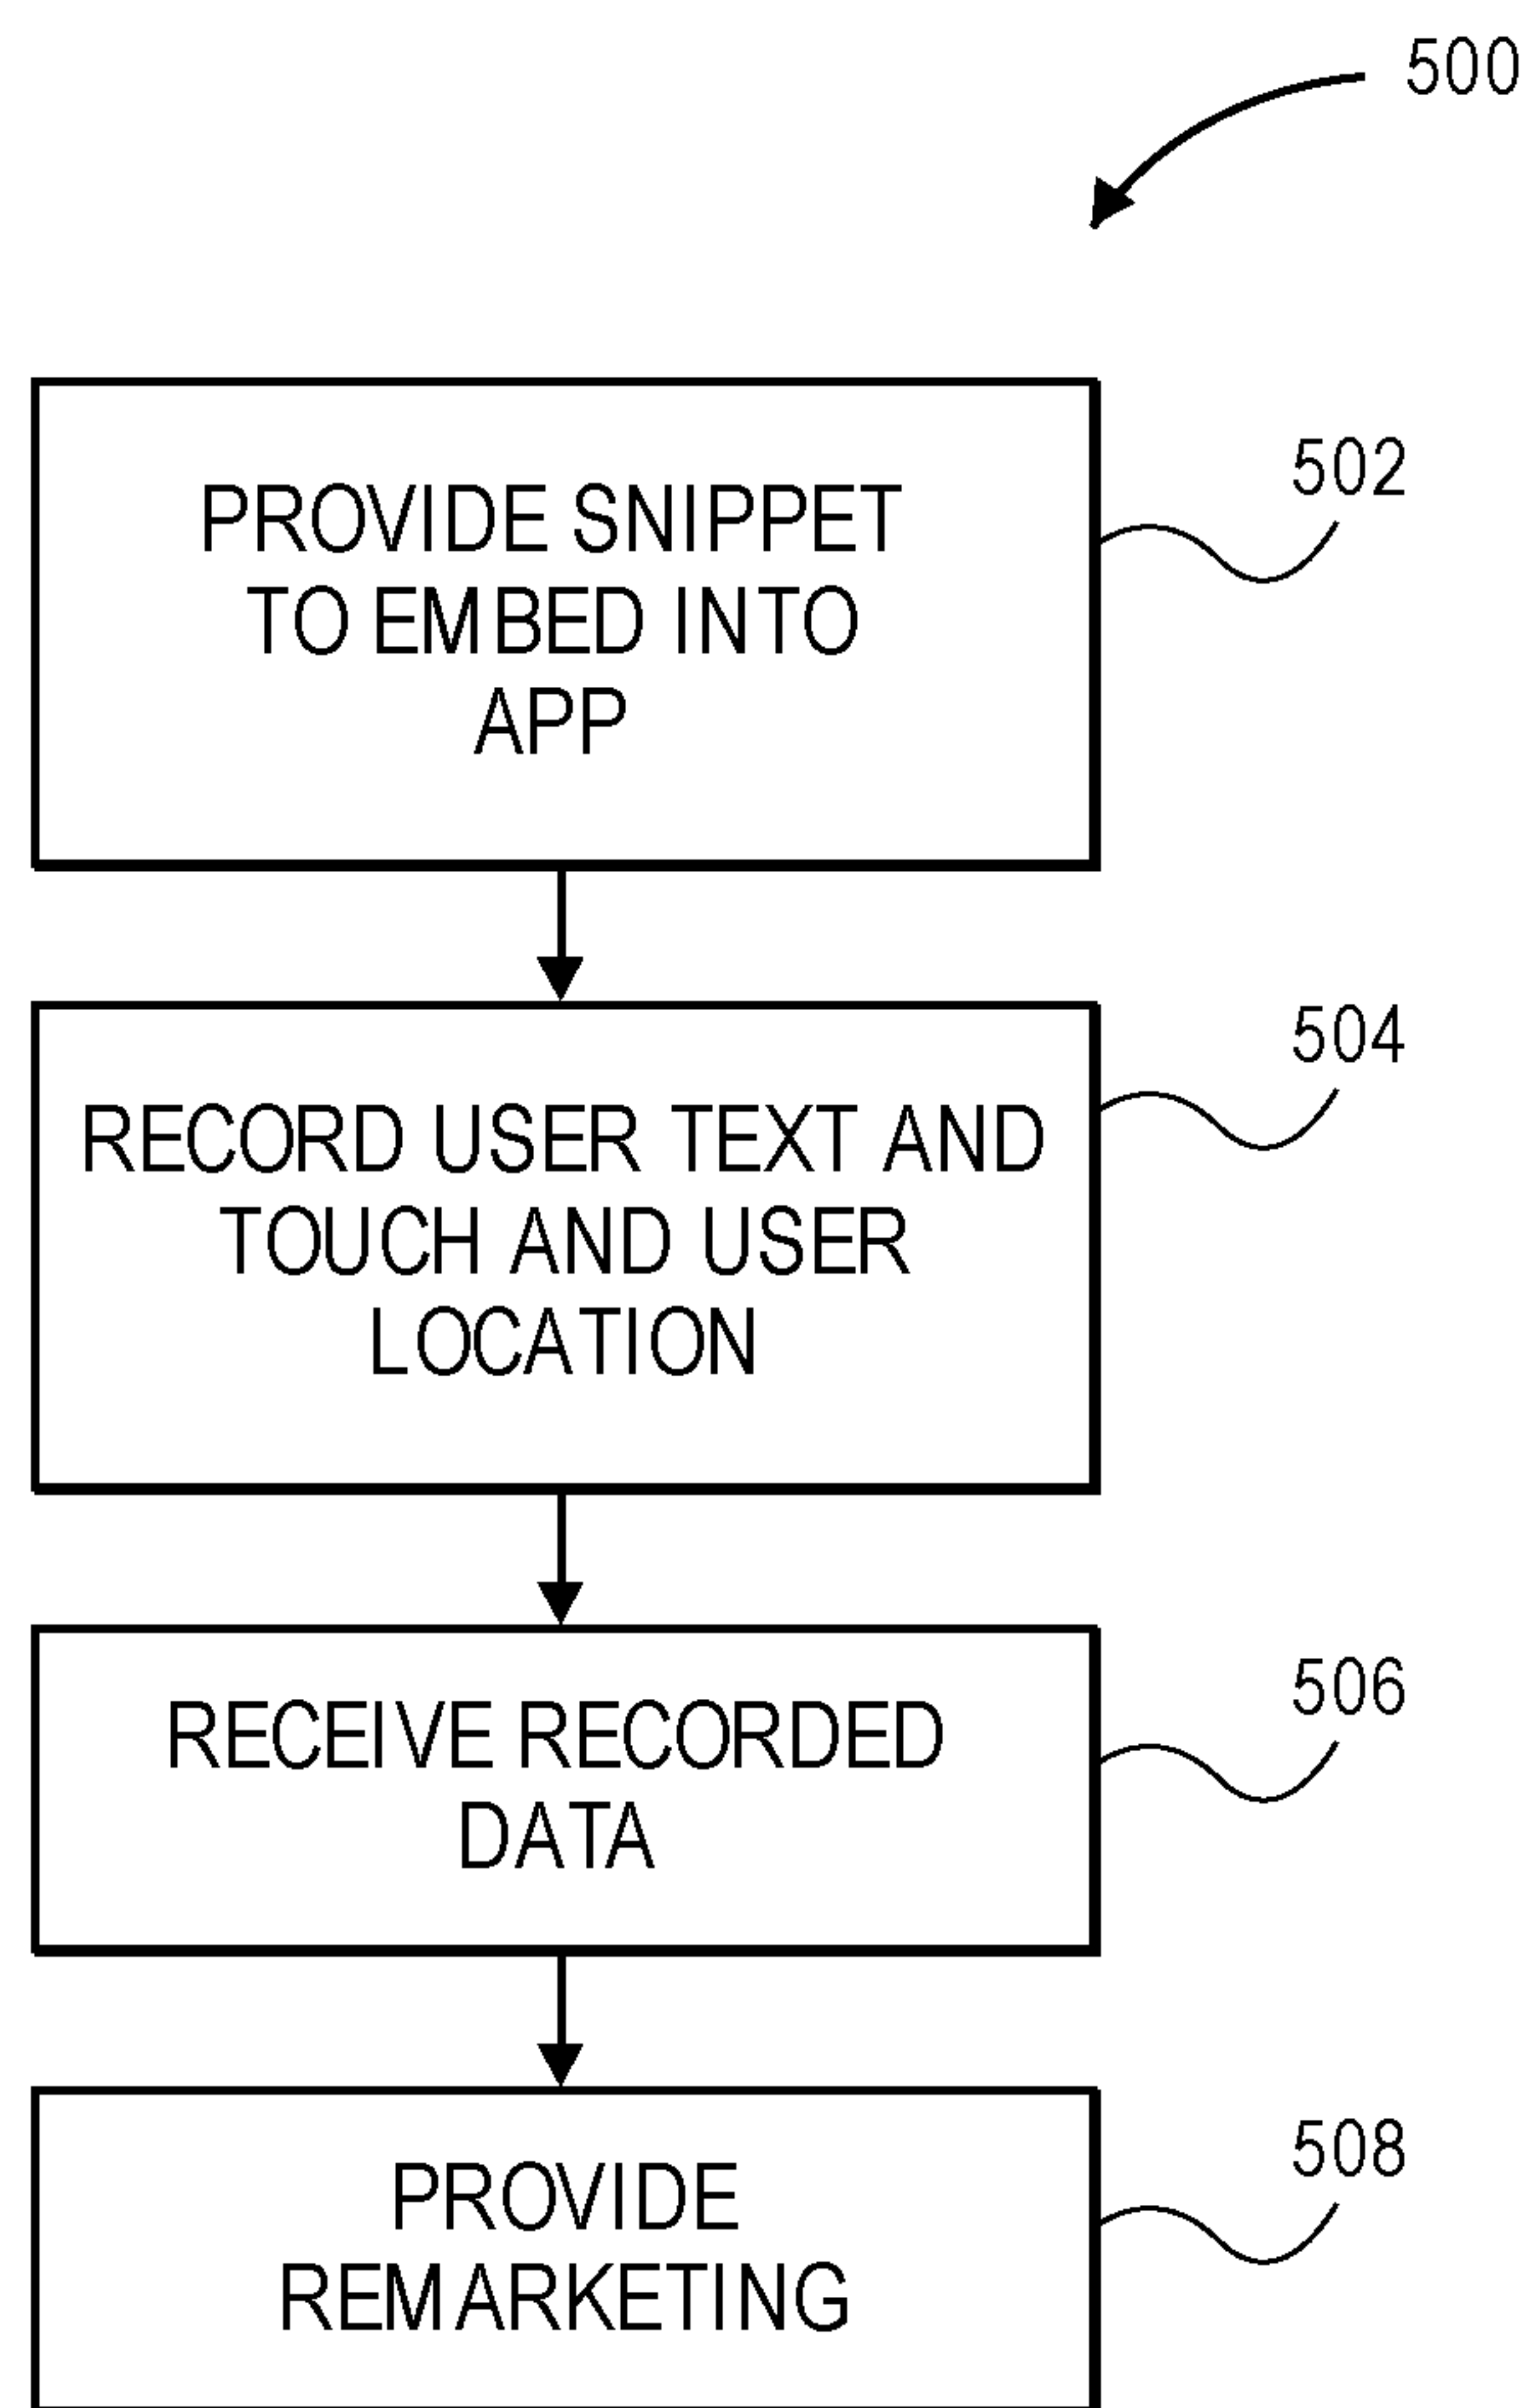 500
PROVIDE SNIPPET
TO EMBED INTO
APP
502
RECORD USER TEXT AND
TOUCH AND USER
LOCATION
504
RECEIVE RECORDED
DATA
506
PROVIDE
REMARKETING
508